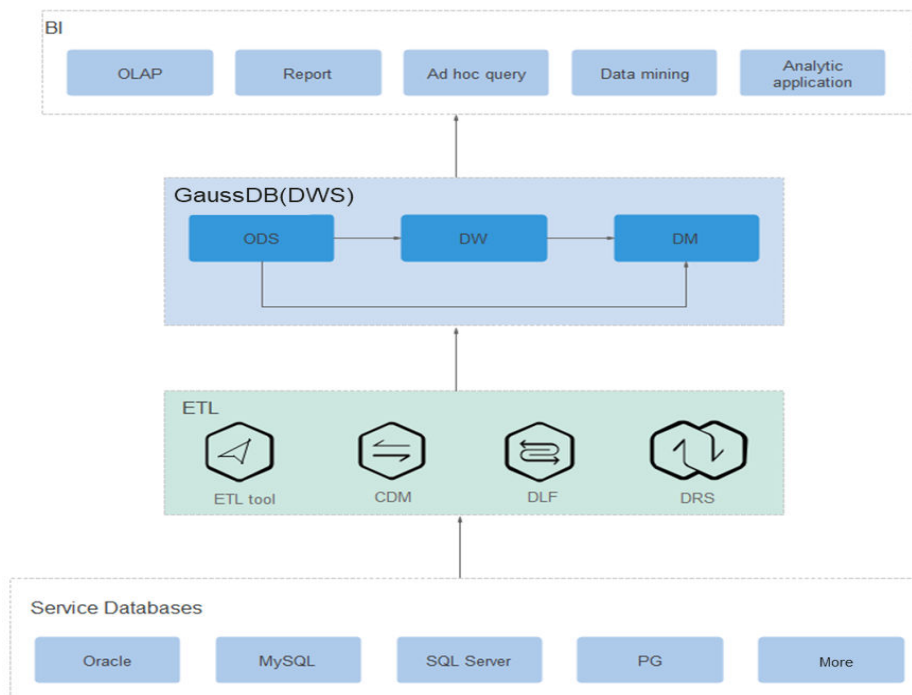 BI
OLAP
Report
Ad hoc query
Data mining
Analytic
application
GaussDB(DWS)
ODS
DW
DM
ETL
ETL tool
CDM
DLF
DRS
Service Databases
Oracle
MySQL
SQL Server
PG
More